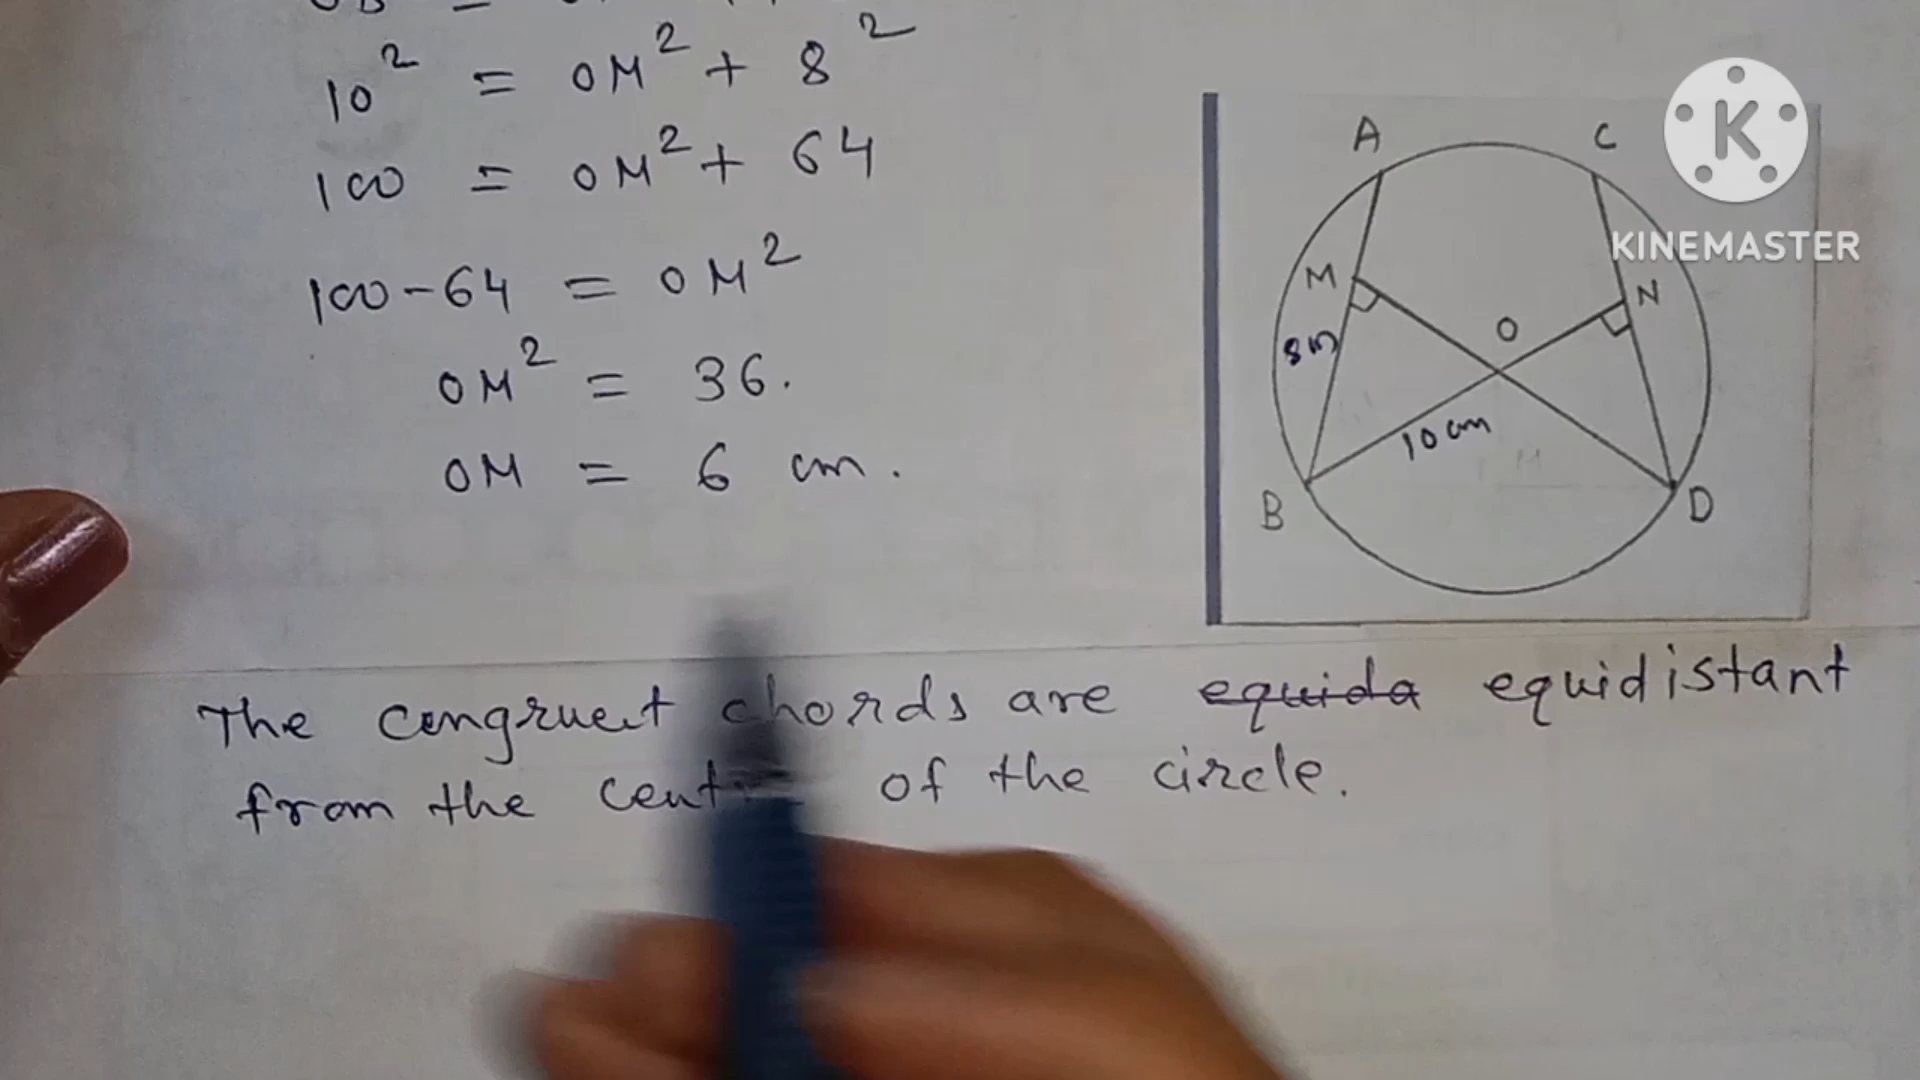 10² = OM² + 8²
100 = OM² + 64
100 - 64 = OM²
OM² = 36.
OM = 6 cm.
A
C
M
N
O
8cm
10 cm
B
D
K
KINEMASTER
The congruent chords are equida equidistant
from the of the circle.